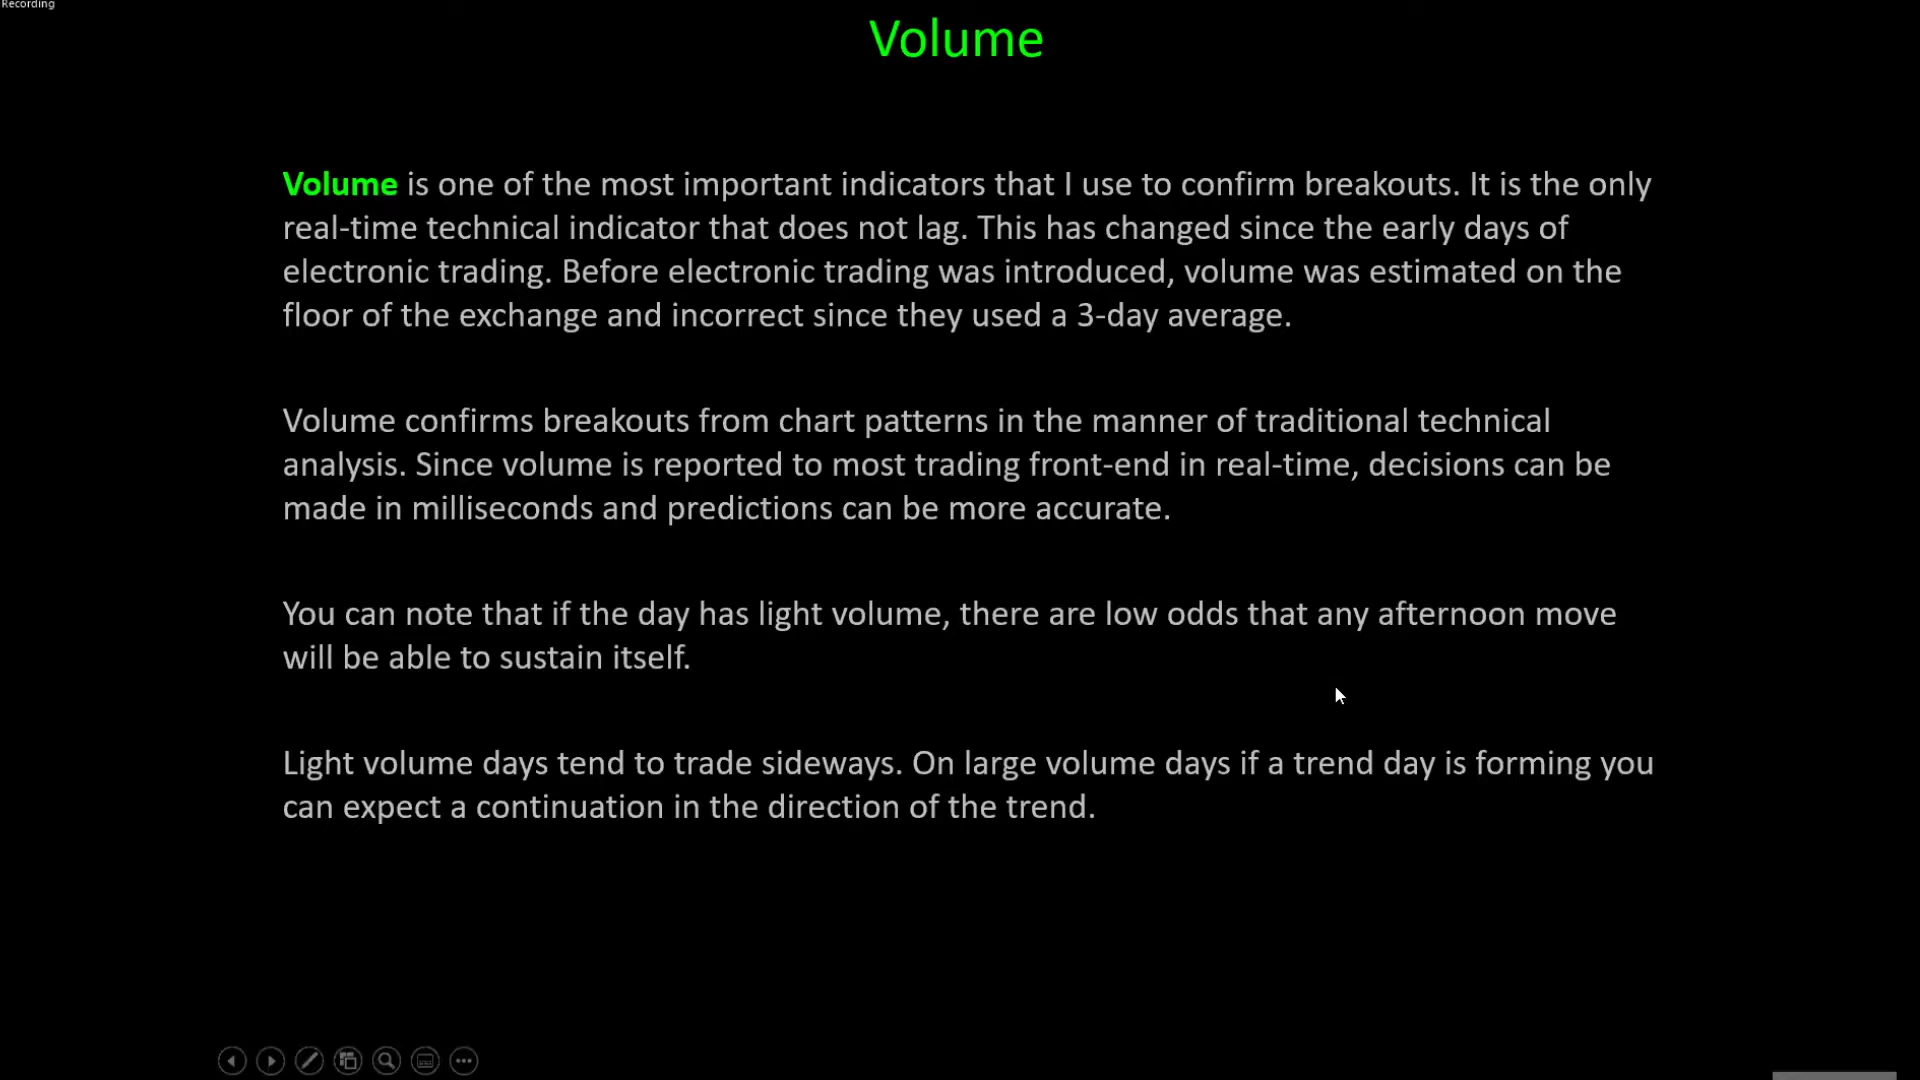 Recording
Volume
Volume is one of the most important indicators that I use to confirm breakouts. It is the only
real-time technical indicator that does not lag. This has changed since the early days of
electronic trading. Before electronic trading was introduced, volume was estimated on the
floor of the exchange and incorrect since they used a 3-day average.
Volume confirms breakouts from chart patterns in the manner of traditional technical
analysis. Since volume is reported to most trading front-end in real-time, decisions can be
made in milliseconds and predictions can be more accurate.
You can note that if the day has light volume, there are low odds that any afternoon move
will be able to sustain itself.
Light volume days tend to trade sideways. On large volume days if a trend day is forming you
can expect a continuation in the direction of the trend.